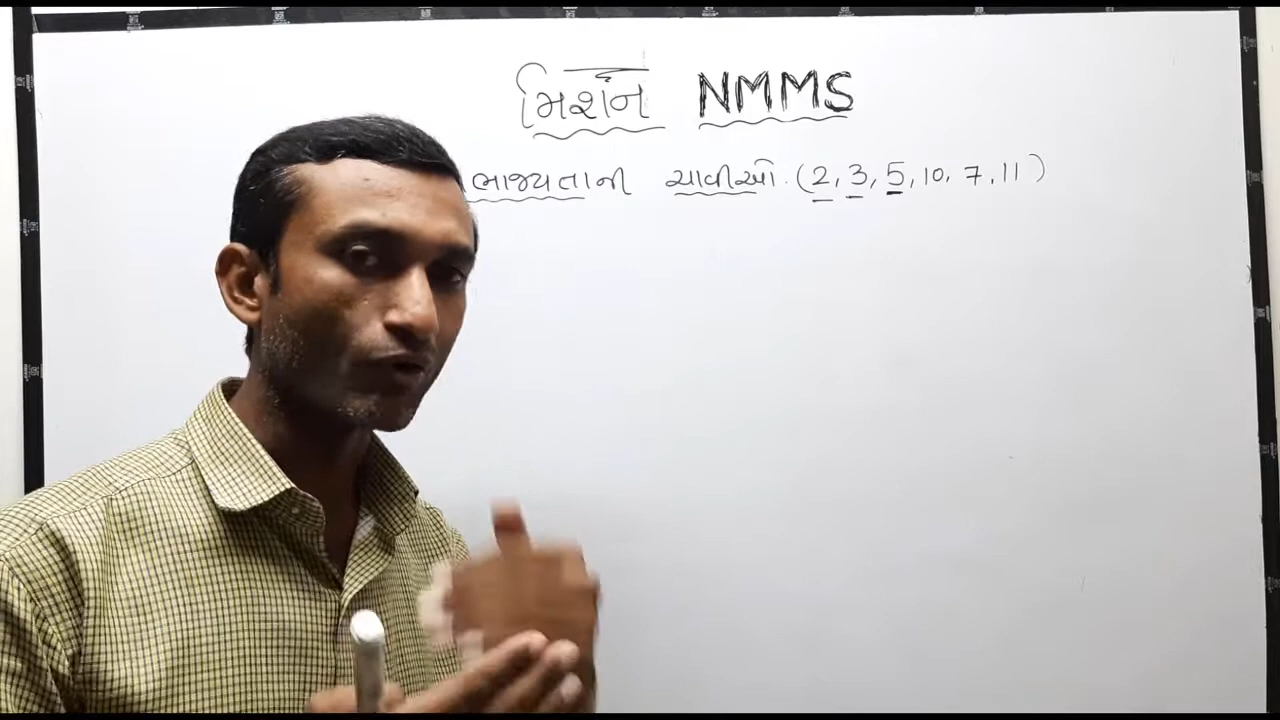 મિશન NMMS
ભાજ્યતાની ચાવીઓ. (2, 3, 5, 10, 7, 11)